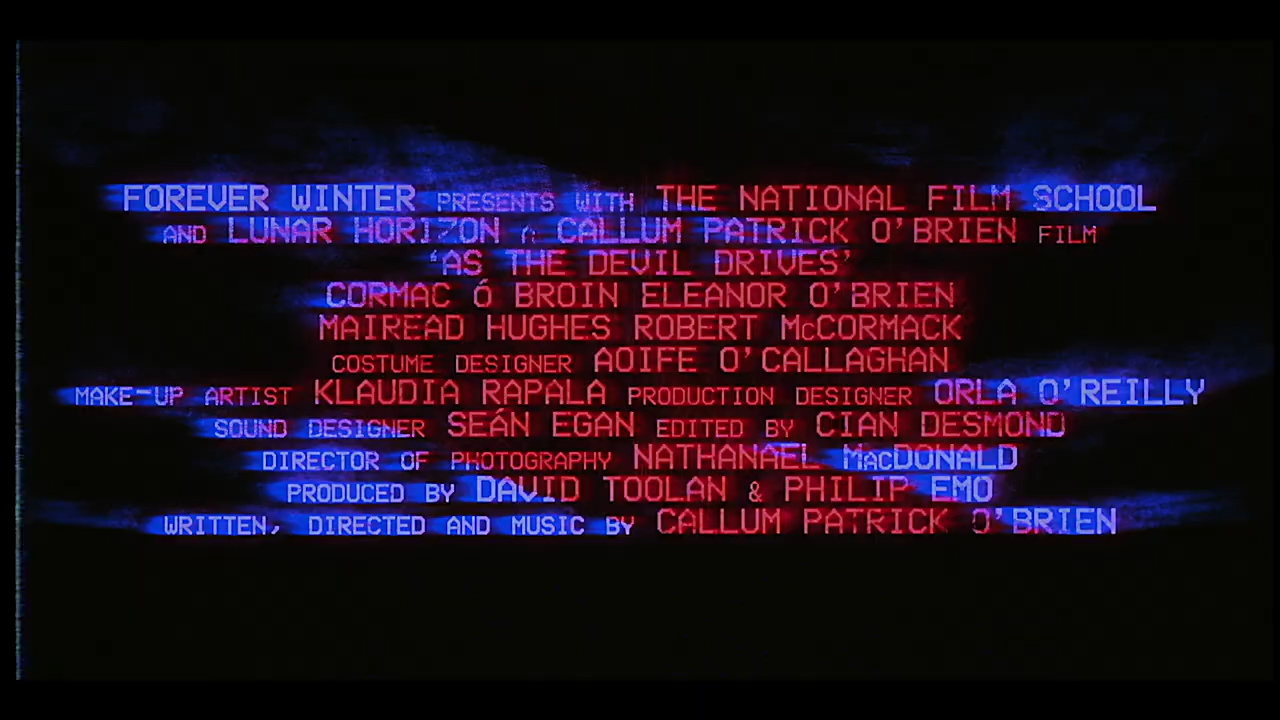 FOREVER WINTER PRESENTS WITH THE NATIONAL FILM SCHOOL
AND LUNAR HORIZON A CALLUM PATRICK O'BRIEN FILM
'AS THE DEVIL DRIVES'
CORMAC Ó BROIN ELEANOR O'BRIEN
MAIREAD HUGHES ROBERT McCORMACK
COSTUME DESIGNER AOIFE O'CALLAGHAN
MAKE-UP ARTIST KLAUDIA RAPALA PRODUCTION DESIGNER ORLA O'REILLY
SOUND DESIGNER SEÁN EGAN EDITED BY CIAN DESMOND
DIRECTOR OF PHOTOGRAPHY NATHANAEL MacDONALD
PRODUCED BY DAVID TOOLAN & PHILIP EMO
WRITTEN, DIRECTED AND MUSIC BY CALLUM PATRICK O'BRIEN